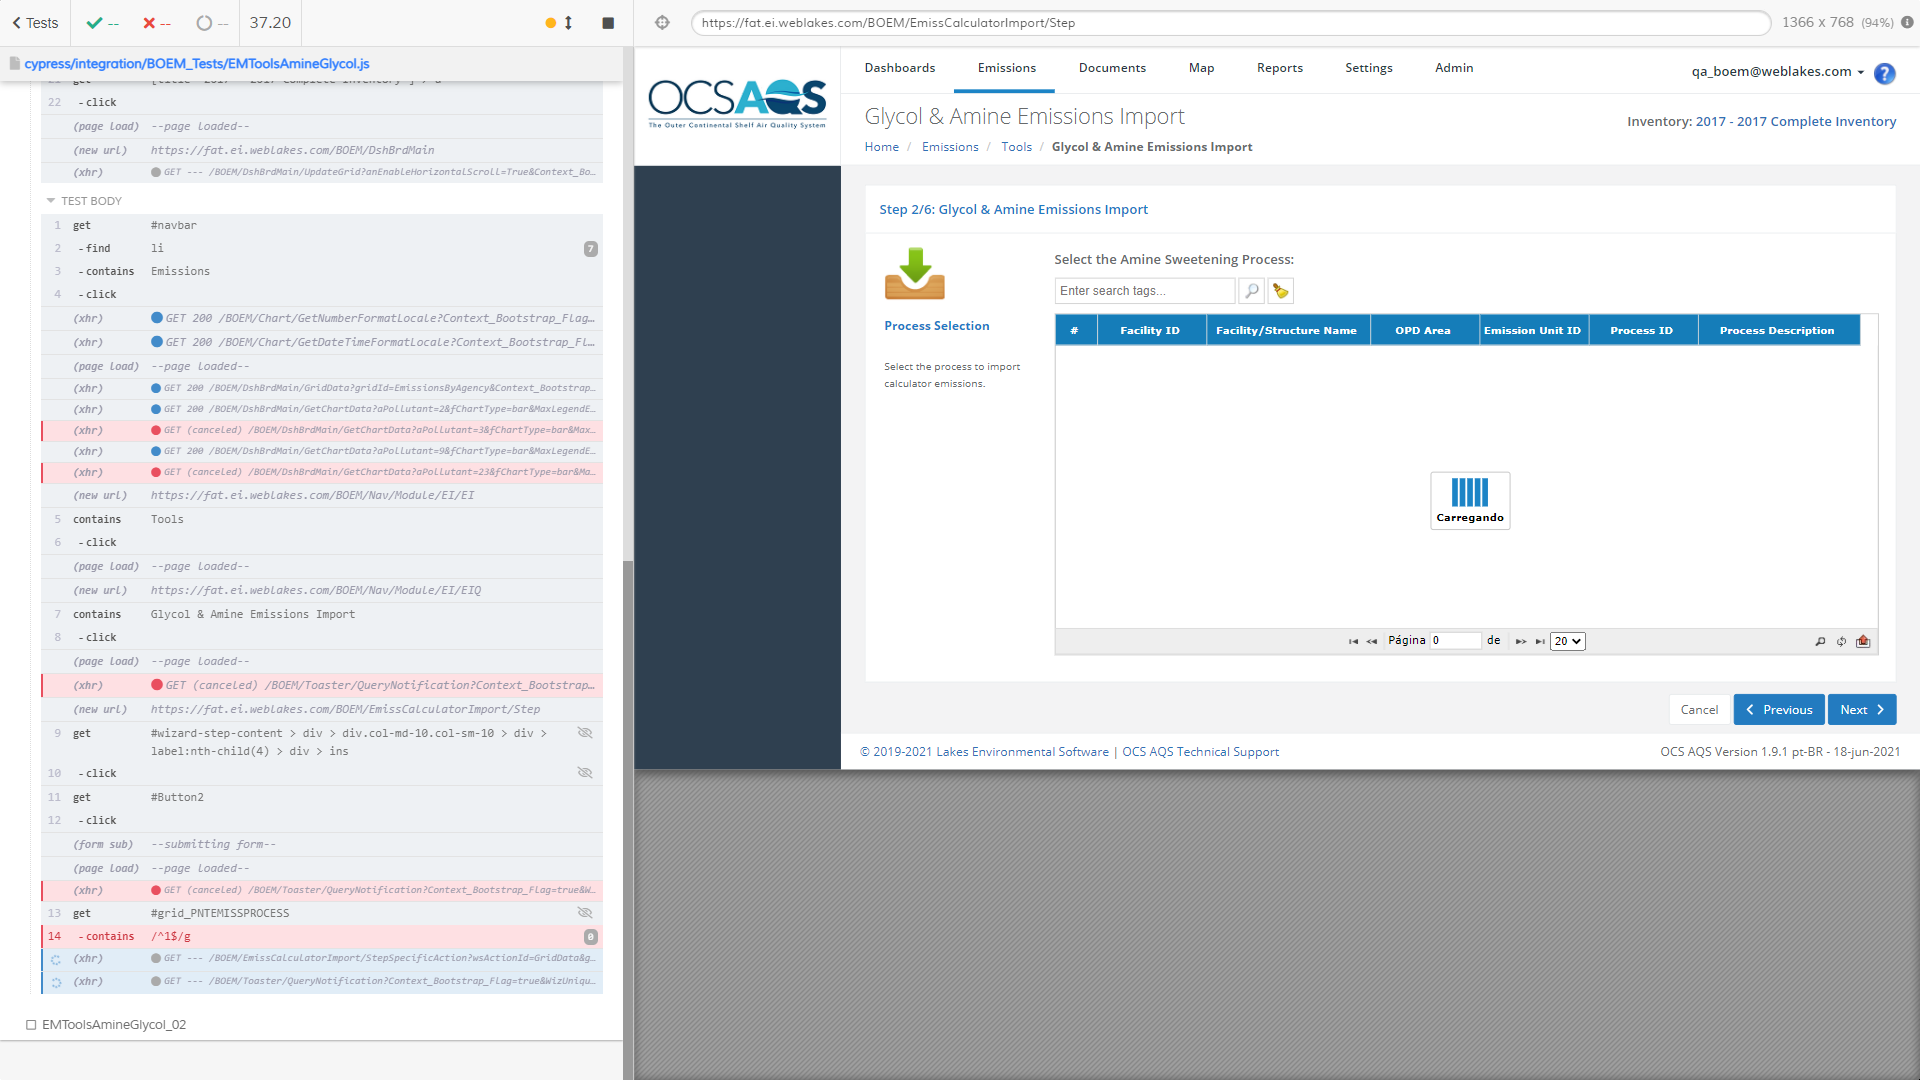 Tests
--
--
--
37.20
cypress/integration/BOEM_Tests/EMToolsAmineGlycol.js
22 -click
(page load) --page loaded--
(new url) https://fat.ei.weblakes.com/BOEM/DshBrdMain
(xhr) GET --- /BOEM/DshBrdMain/UpdateGrid?anEnableHorizontalScroll=True&Context_Bo...
TEST BODY
1 get #navbar
2 -find li 7
3 -contains Emissions
4 -click
(xhr) GET 200 /BOEM/Chart/GetNumberFormatLocale?Context_Bootstrap_Flag...
(xhr) GET 200 /BOEM/Chart/GetDateTimeFormatLocale?Context_Bootstrap_Fl...
(page load) --page loaded--
(xhr) GET 200 /BOEM/DshBrdMain/GridData?gridId=EmissionsByAgency&Context_Bootstrap...
(xhr) GET 200 /BOEM/DshBrdMain/GetChartData?aPollutant=2&fChartType=bar&MaxLegendE...
(xhr) GET (canceled) /BOEM/DshBrdMain/GetChartData?aPollutant=3&fChartType=bar&Max...
(xhr) GET 200 /BOEM/DshBrdMain/GetChartData?aPollutant=9&fChartType=bar&MaxLegendE...
(xhr) GET (canceled) /BOEM/DshBrdMain/GetChartData?aPollutant=23&fChartType=bar&Ma...
(new url) https://fat.ei.weblakes.com/BOEM/Nav/Module/EI/EI
5 contains Tools
6 -click
(page load) --page loaded--
(new url) https://fat.ei.weblakes.com/BOEM/Nav/Module/EI/EIQ
7 contains Glycol & Amine Emissions Import
8 -click
(page load) --page loaded--
(xhr) GET (canceled) /BOEM/Toaster/QueryNotification?Context_Bootstrap...
(new url) https://fat.ei.weblakes.com/BOEM/EmissCalculatorImport/Step
9 get #wizard-step-content > div > div.col-md-10.col-sm-10 > div >
label:nth-child(4) > div > ins
10 -click
11 get #Button2
12 -click
(form sub) --submitting form--
(page load) --page loaded--
(xhr) GET (canceled) /BOEM/Toaster/QueryNotification?Context_Bootstrap_Flag=true&W...
13 get #grid_PNTEMISSPROCESS
14 -contains /^1$/g 0
(xhr) GET --- /BOEM/EmissCalculatorImport/StepSpecificAction?wsActionId=GridData&g...
(xhr) GET --- /BOEM/Toaster/QueryNotification?Context_Bootstrap_Flag=true&WizUniqu...
EMToolsAmineGlycol_02
https://fat.ei.weblakes.com/BOEM/EmissCalculatorImport/Step
1366 x 768 (94%)
OCSAQS
The Outer Continental Shelf Air Quality System
Dashboards Emissions Documents Map Reports Settings Admin
qa_boem@weblakes.com ?
Glycol & Amine Emissions Import
Inventory: 2017 - 2017 Complete Inventory
Home / Emissions / Tools / Glycol & Amine Emissions Import
Step 2/6: Glycol & Amine Emissions Import
Process Selection
Select the process to import
calculator emissions.
Select the Amine Sweetening Process:
Enter search tags...
# Facility ID Facility/Structure Name OPD Area Emission Unit ID Process ID Process Description
Carregando
Página 0 de 20
Cancel Previous Next
© 2019-2021 Lakes Environmental Software | OCS AQS Technical Support
OCS AQS Version 1.9.1 pt-BR - 18-jun-2021